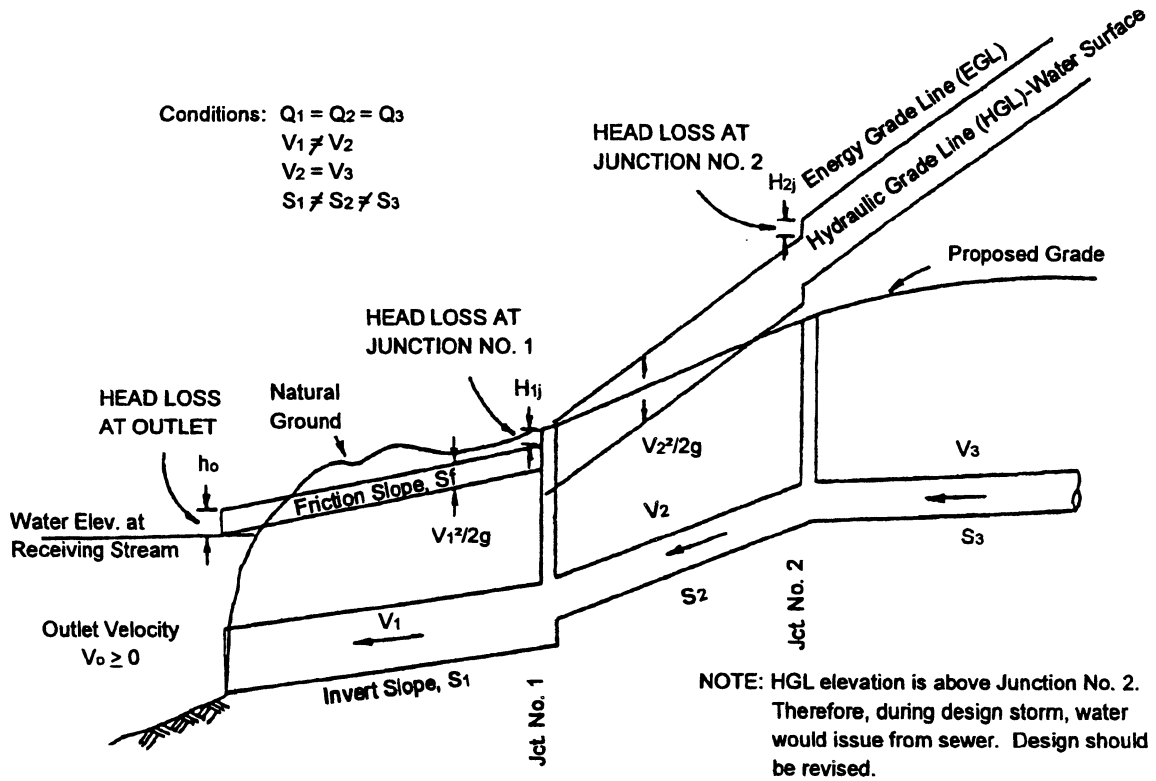 Conditions: Q1 = Q2 = Q3
V1 ≠ V2
V2 = V3
S1 ≠ S2 ≠ S3
HEAD LOSS AT
JUNCTION NO. 2
H2j
Energy Grade Line (EGL)
Hydraulic Grade Line (HGL)-Water Surface
Proposed Grade
HEAD LOSS AT
JUNCTION NO. 1
H1j
Natural
Ground
HEAD LOSS
AT OUTLET
ho
Friction Slope, Sf
V1²/2g
V2²/2g
Water Elev. at
Receiving Stream
V3
V2
S3
S2
Jct. No. 2
Outlet Velocity
Vo ≥ 0
V1
Invert Slope, S1
Jct. No. 1
NOTE: HGL elevation is above Junction No. 2.
Therefore, during design storm, water
would issue from sewer. Design should
be revised.